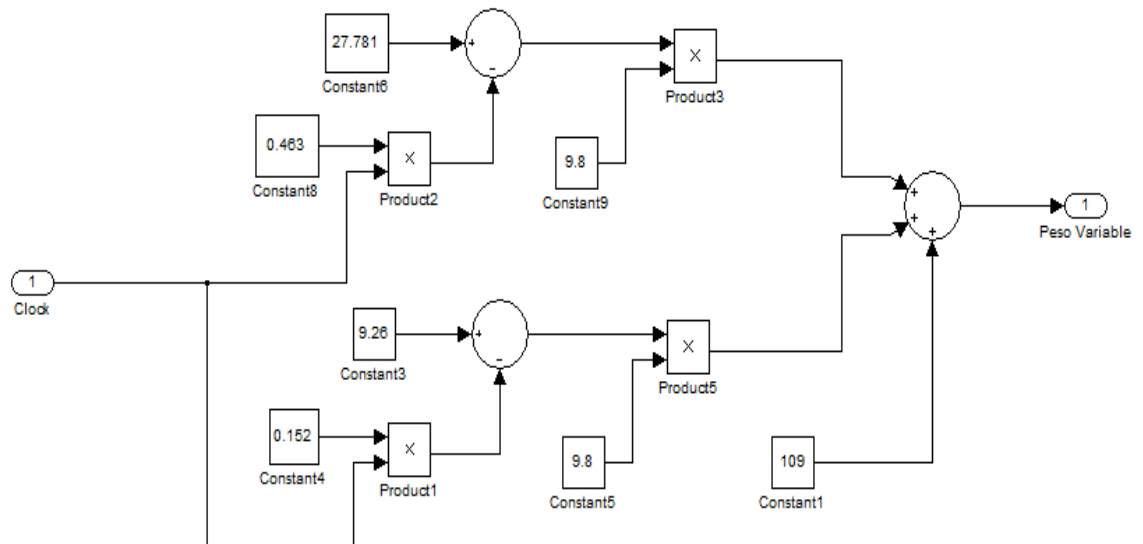 27.781
Constant6
X
Product3
0.463
Constant8
X
Product2
9.8
Constant9
1
Peso Variable
1
Clock
9.26
Constant3
X
Product5
0.152
Constant4
X
Product1
9.8
Constant5
109
Constant1